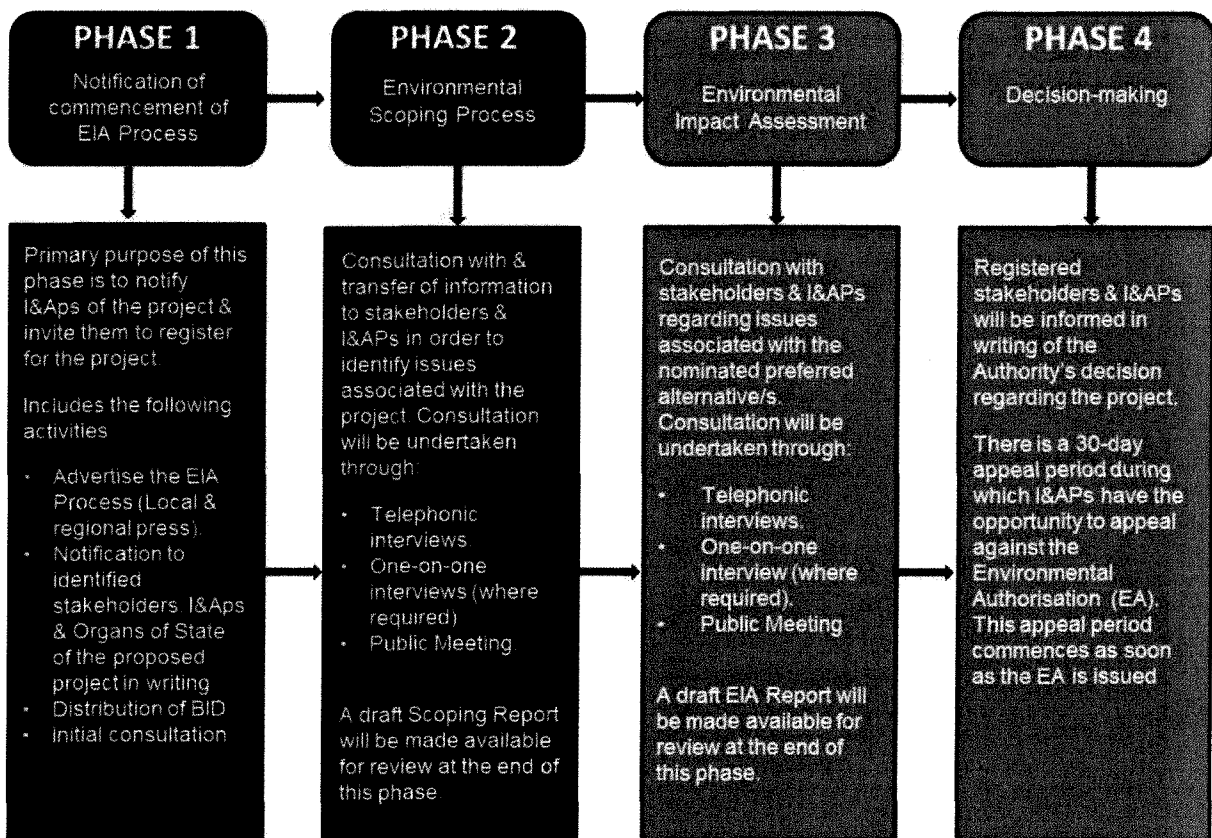 PHASE 1
Notification of
commencement of
EIA Process
PHASE 2
Environmental
Scoping Process
PHASE 3
Environmental
Impact Assessment
PHASE 4
Decision-making
Primary purpose of this
phase is to notify
I&Aps of the project &
invite them to register
for the project.
Includes the following
activities
• Advertise the EIA
Process (Local &
regional press).
• Notification to
identified
stakeholders, I&Aps
& Organs of State
of the proposed
project in writing
• Distribution of BID
• initial consultation
Consultation with &
transfer of information
to stakeholders &
I&APs in order to
identify issues
associated with the
project. Consultation
will be undertaken
through:
• Telephonic
interviews.
• One-on-one
interviews (where
required)
• Public Meeting.
A draft Scoping Report
will be made available
for review at the end of
this phase.
Consultation with
stakeholders & I&APs
regarding issues
associated with the
nominated preferred
alternative/s.
Consultation will be
undertaken through:
• Telephonic
interviews.
• One-on-one
interview (where
required).
• Public Meeting
A draft EIA Report will
be made available for
review at the end of
this phase.
Registered
stakeholders & I&APs
will be informed in
writing of the
Authority's decision
regarding the project.
There is a 30-day
appeal period during
which I&APs have the
opportunity to appeal
against the
Environmental
Authorisation (EA).
This appeal period
commences as soon
as the EA is issued